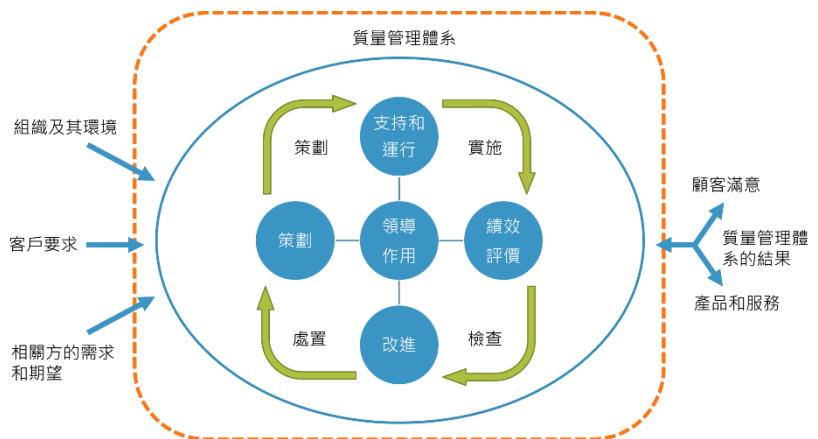 質量管理體系
組織及其環境
客戶要求
相關方的需求
和期望
策劃
支持和
運行
實施
策劃
領導
作用
績效
評價
處置
改進
檢查
顧客滿意
質量管理體
系的結果
產品和服務